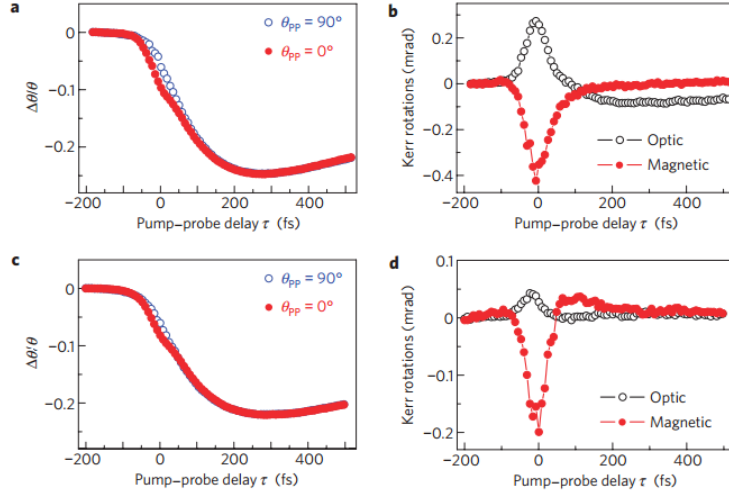 a
θPP = 90°
θPP = 0°
Δθ/θ
0
−0.1
−0.2
−200 0 200 400
Pump–probe delay τ (fs)
b
Kerr rotations (mrad)
0.2
0
−0.2
−0.4
Optic
Magnetic
−200 0 200 400
Pump–probe delay τ (fs)
c
θPP = 90°
θPP = 0°
Δθ/θ
0
−0.1
−0.2
−200 0 200 400
Pump–probe delay τ (fs)
d
Kerr rotations (mrad)
0.1
0
−0.1
−0.2
Optic
Magnetic
−200 0 200 400
Pump–probe delay τ (fs)